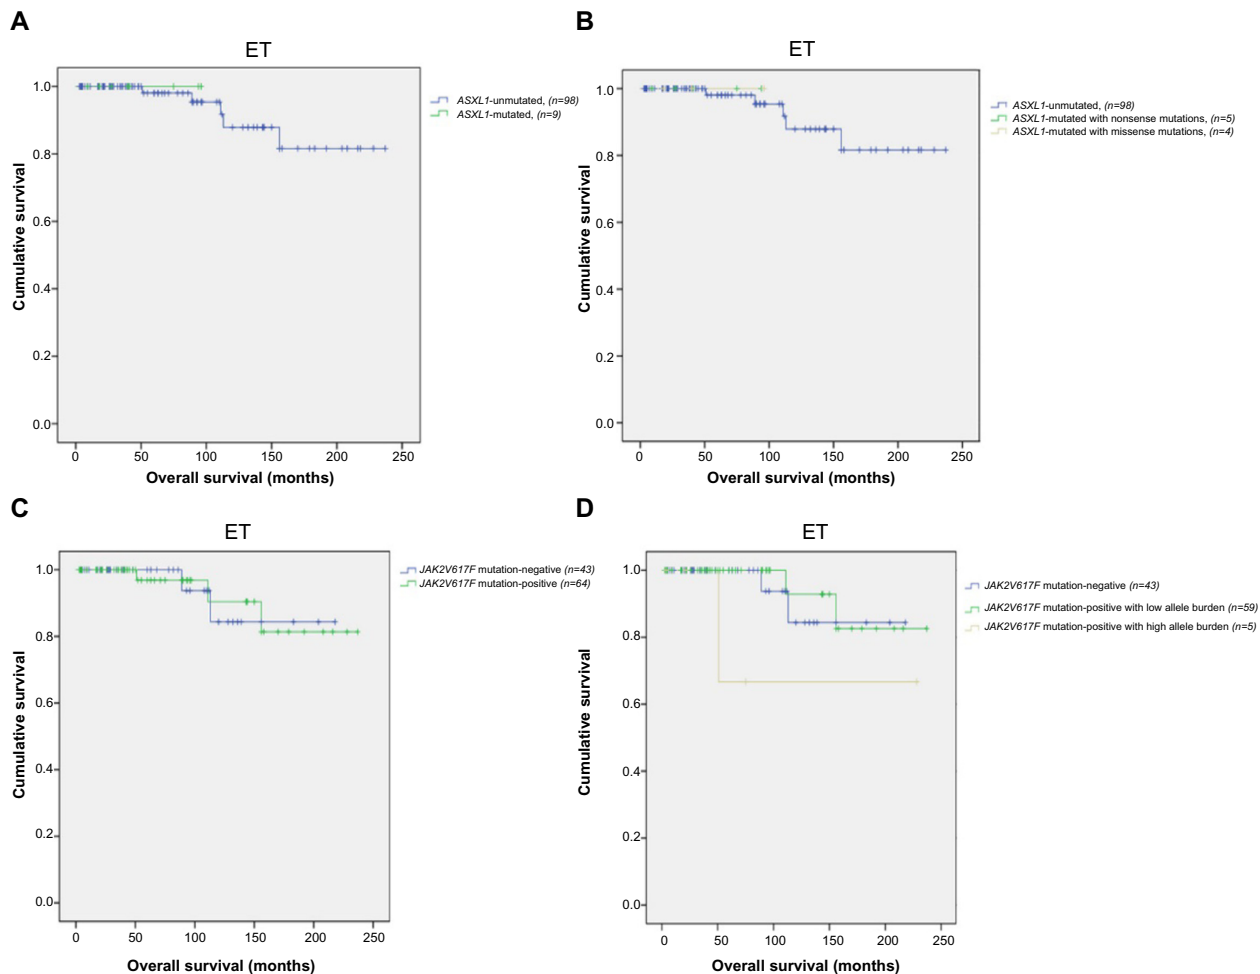 A
ET
1.0
0.8
0.6
0.4
0.2
0.0
Cumulative survival
0 50 100 150 200 250
Overall survival (months)
ASXL1-unmutated, (n=98)
ASXL1-mutated, (n=9)
B
ET
1.0
0.8
0.6
0.4
0.2
0.0
Cumulative survival
0 50 100 150 200 250
Overall survival (months)
ASXL1-unmutated, (n=98)
ASXL1-mutated with nonsense mutations, (n=5)
ASXL1-mutated with missense mutations, (n=4)
C
ET
1.0
0.8
0.6
0.4
0.2
0.0
Cumulative survival
0 50 100 150 200 250
Overall survival (months)
JAK2V617F mutation-negative (n=43)
JAK2V617F mutation-positive (n=64)
D
ET
1.0
0.8
0.6
0.4
0.2
0.0
Cumulative survival
0 50 100 150 200 250
Overall survival (months)
JAK2V617F mutation-negative (n=43)
JAK2V617F mutation-positive with low allele burden (n=59)
JAK2V617F mutation-positive with high allele burden (n=5)